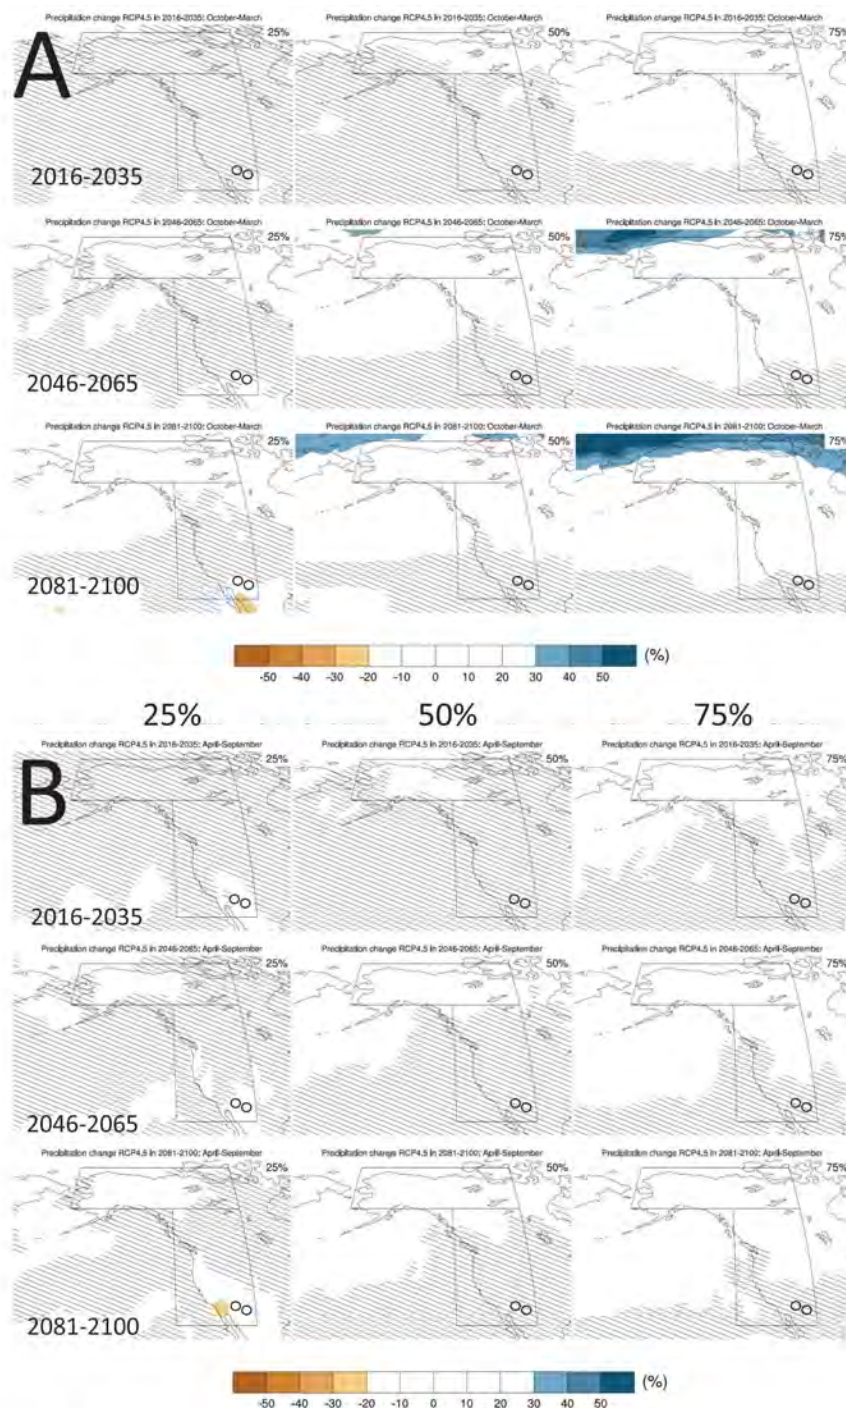 Precipitation change RCP4.5 in 2016-2035: October-March
Precipitation change RCP4.5 in 2016-2035: October-March
Precipitation change RCP4.5 in 2016-2035: October-March
A
25%
50%
75%
2016-2035
Precipitation change RCP4.5 in 2046-2065: October-March
Precipitation change RCP4.5 in 2046-2065: October-March
Precipitation change RCP4.5 in 2046-2065: October-March
25%
50%
75%
2046-2065
Precipitation change RCP4.5 in 2081-2100: October-March
Precipitation change RCP4.5 in 2081-2100: October-March
Precipitation change RCP4.5 in 2081-2100: October-March
25%
50%
75%
2081-2100
(%)
-50 -40 -30 -20 -10 0 10 20 30 40 50
25% 50% 75%
Precipitation change RCP4.5 in 2016-2035: April-September
Precipitation change RCP4.5 in 2016-2035: April-September
Precipitation change RCP4.5 in 2016-2035: April-September
B
25%
50%
75%
2016-2035
Precipitation change RCP4.5 in 2046-2065: April-September
Precipitation change RCP4.5 in 2046-2065: April-September
Precipitation change RCP4.5 in 2046-2065: April-September
25%
50%
75%
2046-2065
Precipitation change RCP4.5 in 2081-2100: April-September
Precipitation change RCP4.5 in 2081-2100: April-September
Precipitation change RCP4.5 in 2081-2100: April-September
25%
50%
75%
2081-2100
(%)
-50 -40 -30 -20 -10 0 10 20 30 40 50